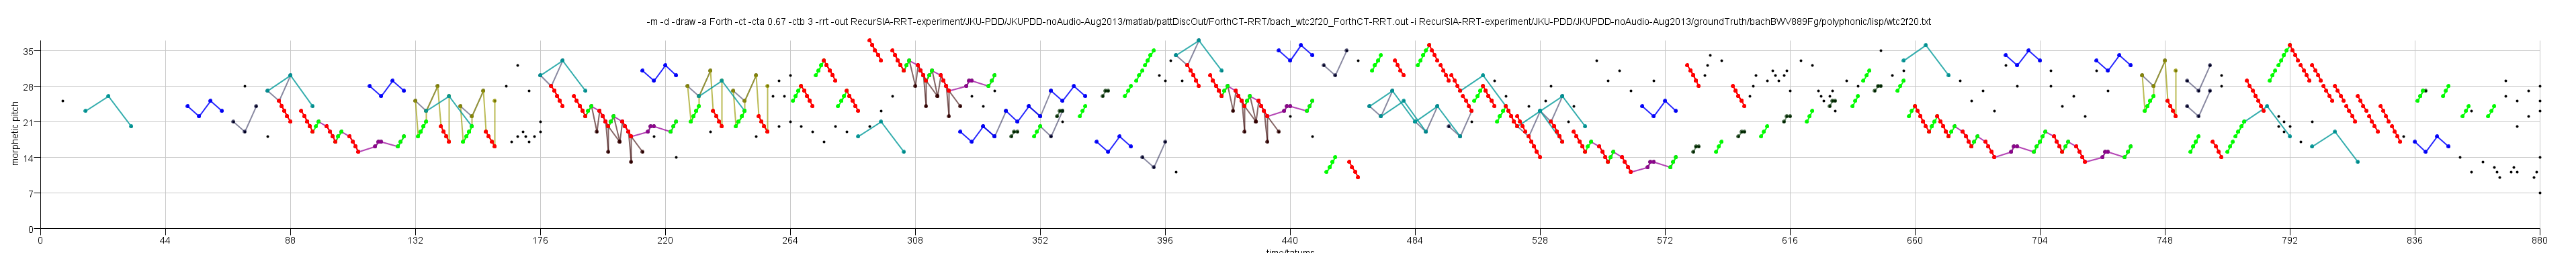 -m -d -draw -a Forth -ct -cta 0.67 -ctb 3 -rrt -out RecurSIA-RRT-experiment/JKU-PDD/JKUPDD-noAudio-Aug2013/matlab/pattDiscOut/ForthCT-RRT/bach_wtc2f20_ForthCT-RRT.out -i RecurSIA-RRT-experiment/JKU-PDD/JKUPDD-noAudio-Aug2013/groundTruth/bachBWV889Fg/polyphonic/lisp/wtc2f20.txt
morphetic pitch
35
28
21
14
7
0
0 44 88 132 176 220 264 308 352 396 440 484 528 572 616 660 704 748 792 836 880
time/tatums